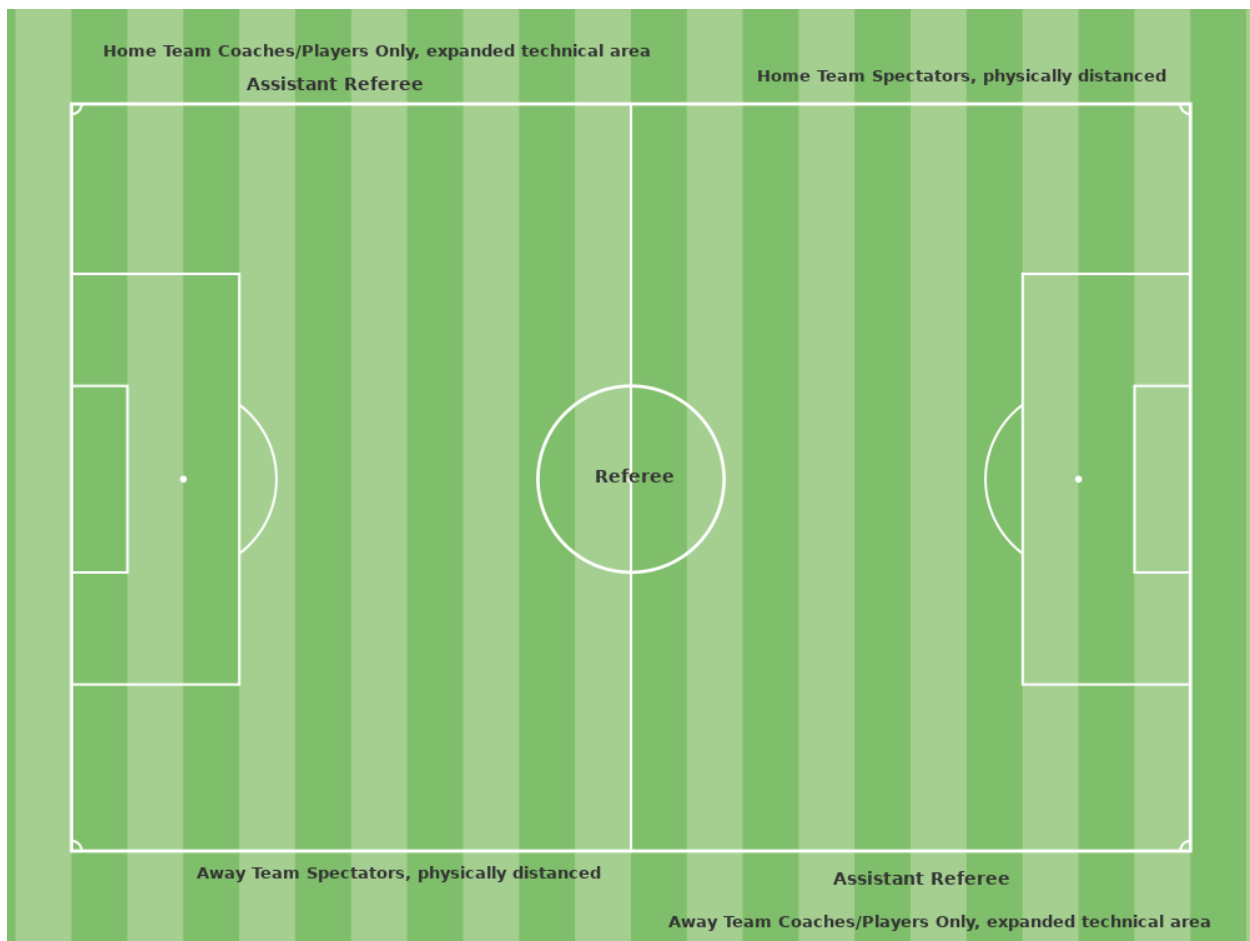 Home Team Coaches/Players Only, expanded technical area
Assistant Referee
Home Team Spectators, physically distanced
Referee
Away Team Spectators, physically distanced
Assistant Referee
Away Team Coaches/Players Only, expanded technical area